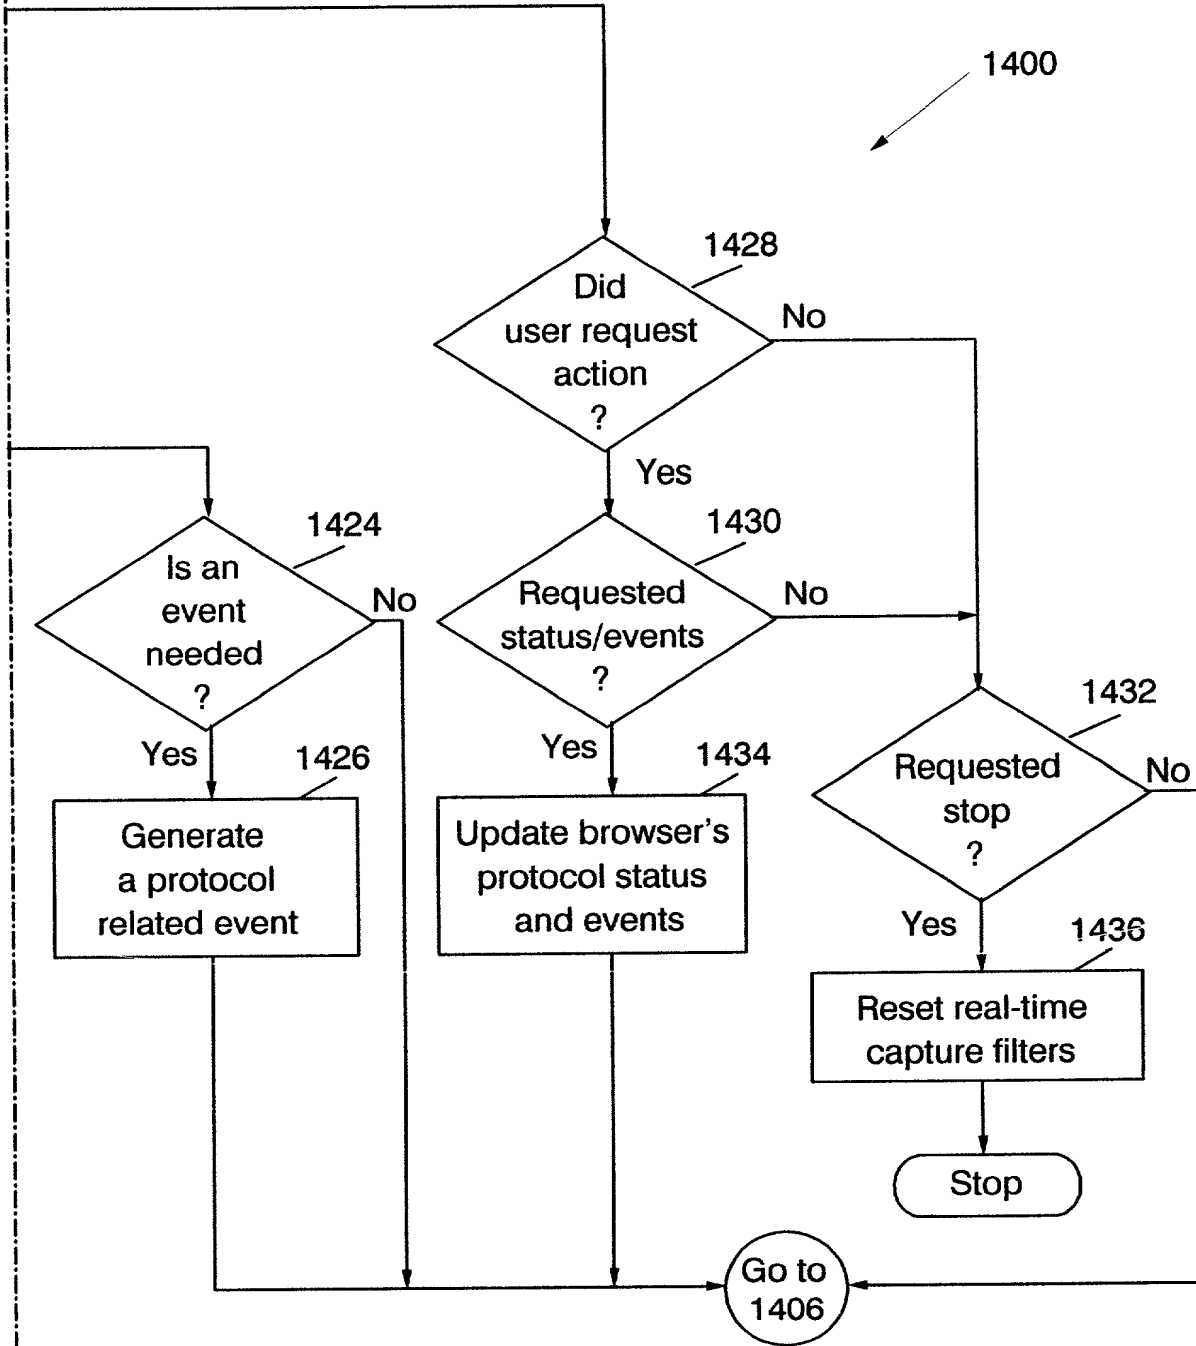 1400
1428
Did
user request
action
?
No
Yes
1424
Is an
event
needed
?
No
Yes
1430
Requested
status/events
?
No
Yes
1432
Requested
stop
?
No
Yes
1426
Generate
a protocol
related event
1434
Update browser's
protocol status
and events
1436
Reset real-time
capture filters
Stop
Go to
1406